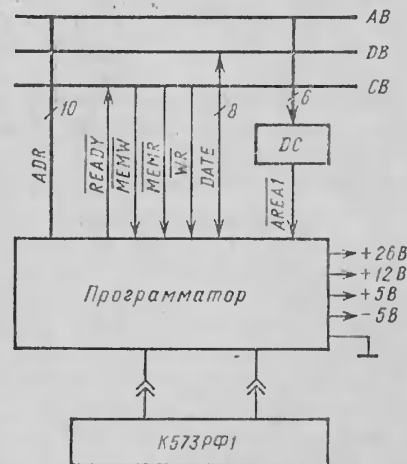 AB
DB
CB
10
8
6
ADR
READY
MEMW
MEMR
WR
DATE
DC
AREA1
Программатор
+26В
+12В
+5В
-5В
К573РФ1